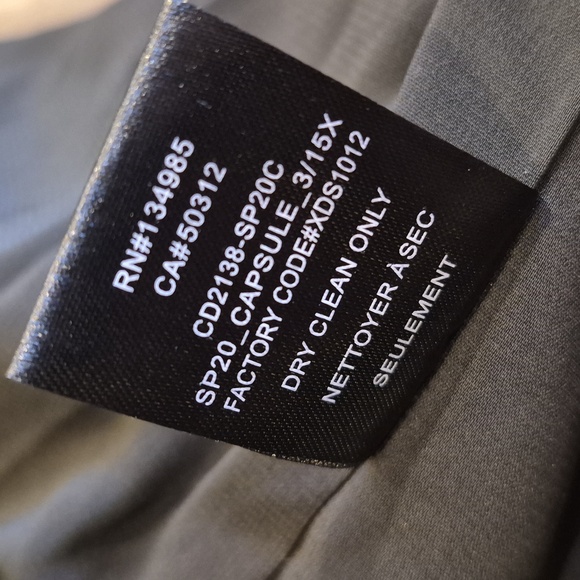 RN#134985
CA#50312
CD2138-SP20C
SP20_CAPSULE_3/15X
FACTORY CODE#XDS1012
DRY CLEAN ONLY
NETTOYER À SEC
SEULEMENT